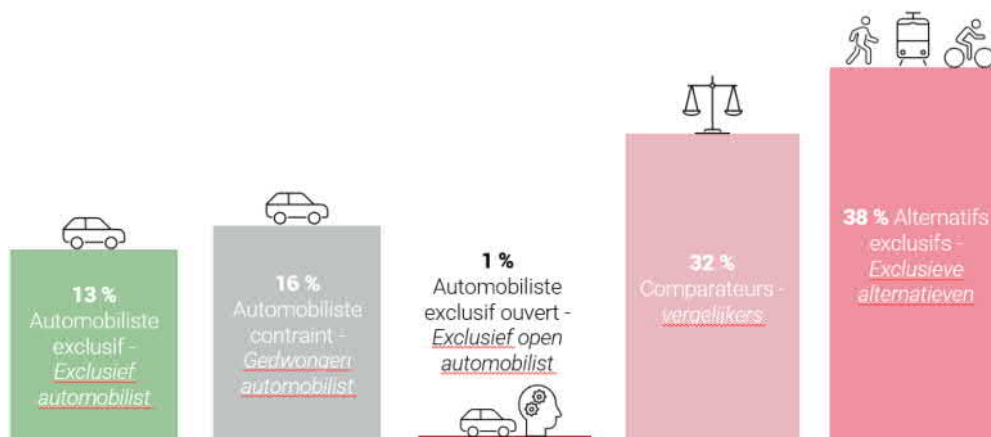 13 %
Automobiliste
exclusif -
Exclusief
automobilist
16 %
Automobiliste
contraint -
Gedwongen
automobilist
1 %
Automobiliste
exclusif ouvert -
Exclusief open
automobilist
32 %
Comparateurs -
vergelijkers
38 % Alternatifs
exclusifs -
Exclusieve
alternatieven